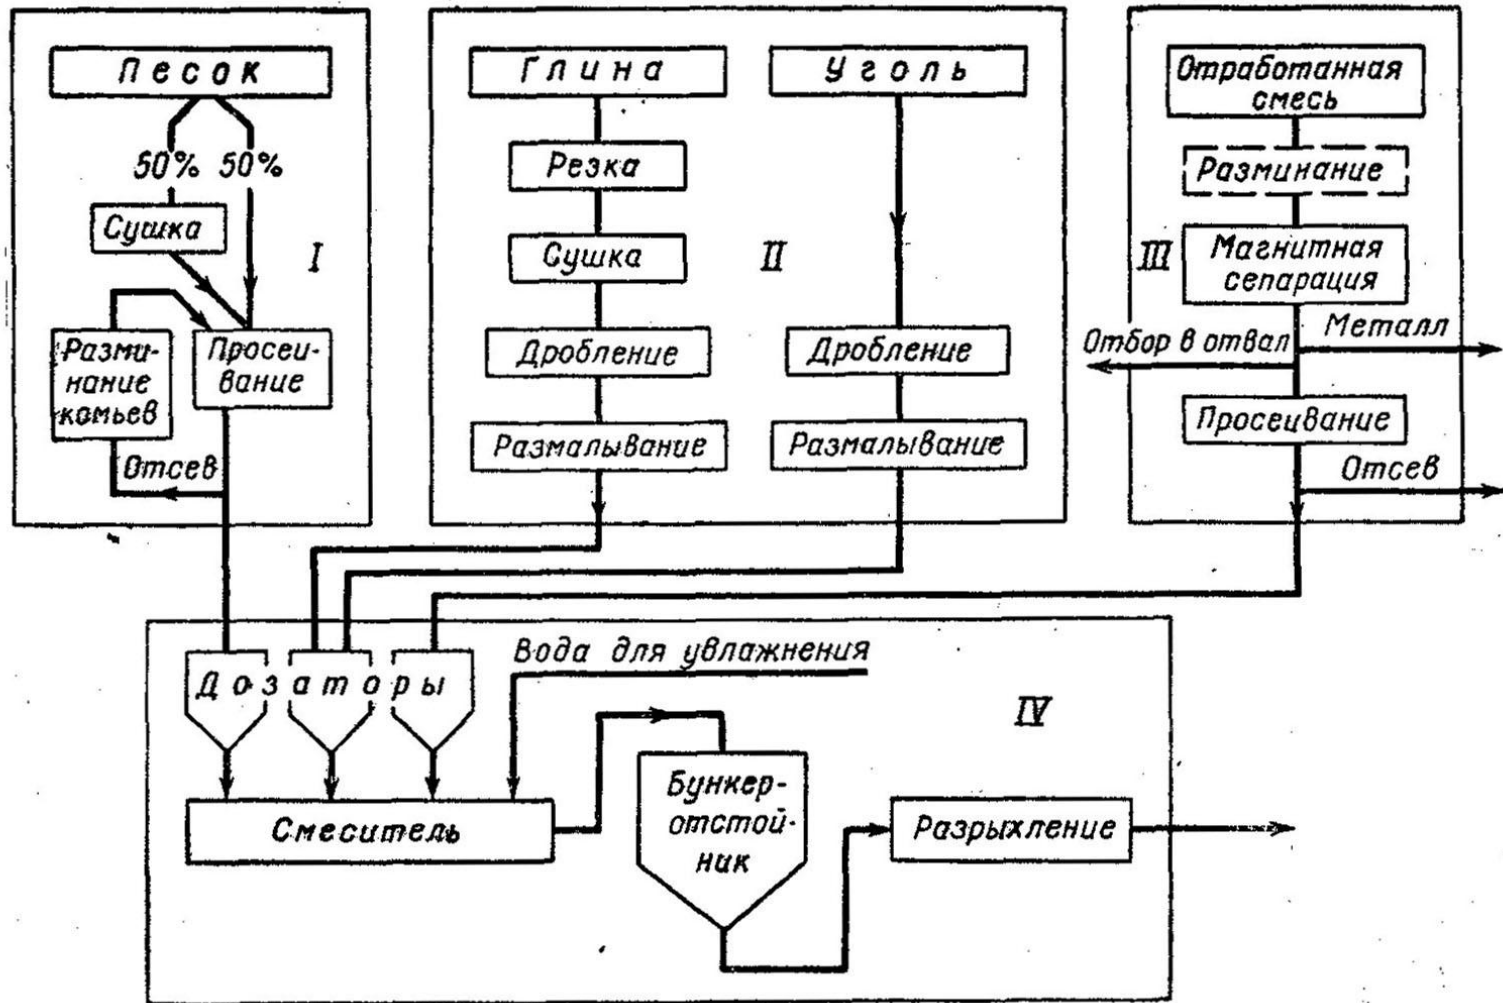 Песок
50% 50%
Сушка
I
Разми-
нание
комьев
Просеи-
вание
Отсев
Глина
Резка
Сушка
Дробление
Размалывание
II
Уголь
Дробление
Размалывание
Отработанная
смесь
Разминание
III
Магнитная
сепарация
Металл
Отбор в отвал
Просеивание
Отсев
Дозаторы
Вода для увлажнения
IV
Смеситель
Бункер-
отстой-
ник
Разрыхление